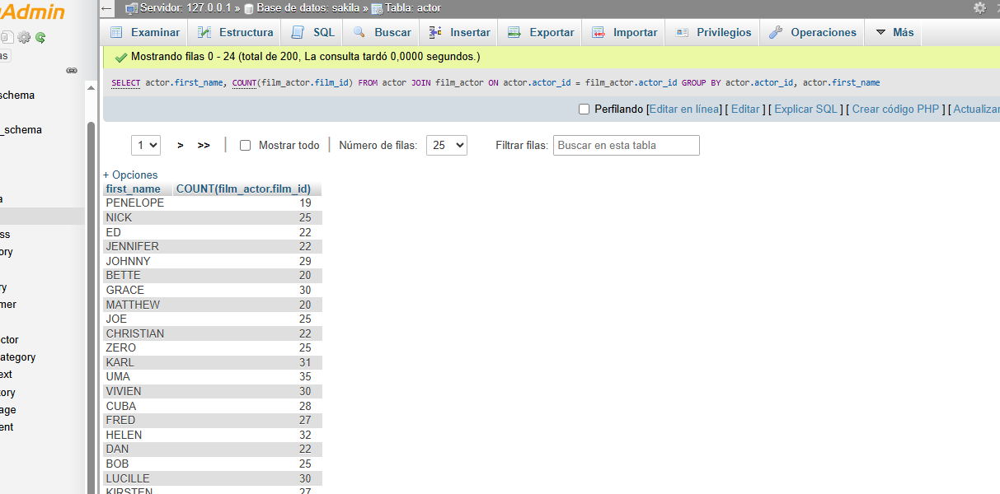 Admin
Servidor: 127.0.0.1 » Base de datos: sakila » Tabla: actor
Examinar Estructura SQL Buscar Insertar Exportar Importar Privilegios Operaciones Más
as
Mostrando filas 0 - 24 (total de 200, La consulta tardó 0,0000 segundos.)
SELECT actor.first_name, COUNT(film_actor.film_id) FROM actor JOIN film_actor ON actor.actor_id = film_actor.actor_id GROUP BY actor.actor_id, actor.first_name
schema
Perfilando [Editar en línea] [ Editar ] [ Explicar SQL ] [ Crear código PHP ] [ Actualizar
_schema
1 > >> Mostrar todo Número de filas: 25 Filtrar filas: Buscar en esta tabla
+ Opciones
first_name COUNT(film_actor.film_id)
a
PENELOPE 19
NICK 25
ED 22
ss
JENNIFER 22
ory
JOHNNY 29
BETTE 20
ry
GRACE 30
mer
MATTHEW 20
JOE 25
CHRISTIAN 22
ctor
ZERO 25
ategory
KARL 31
ext
UMA 35
ory
VIVIEN 30
age
CUBA 28
FRED 27
ent
HELEN 32
DAN 22
BOB 25
LUCILLE 30
KIRSTEN 27